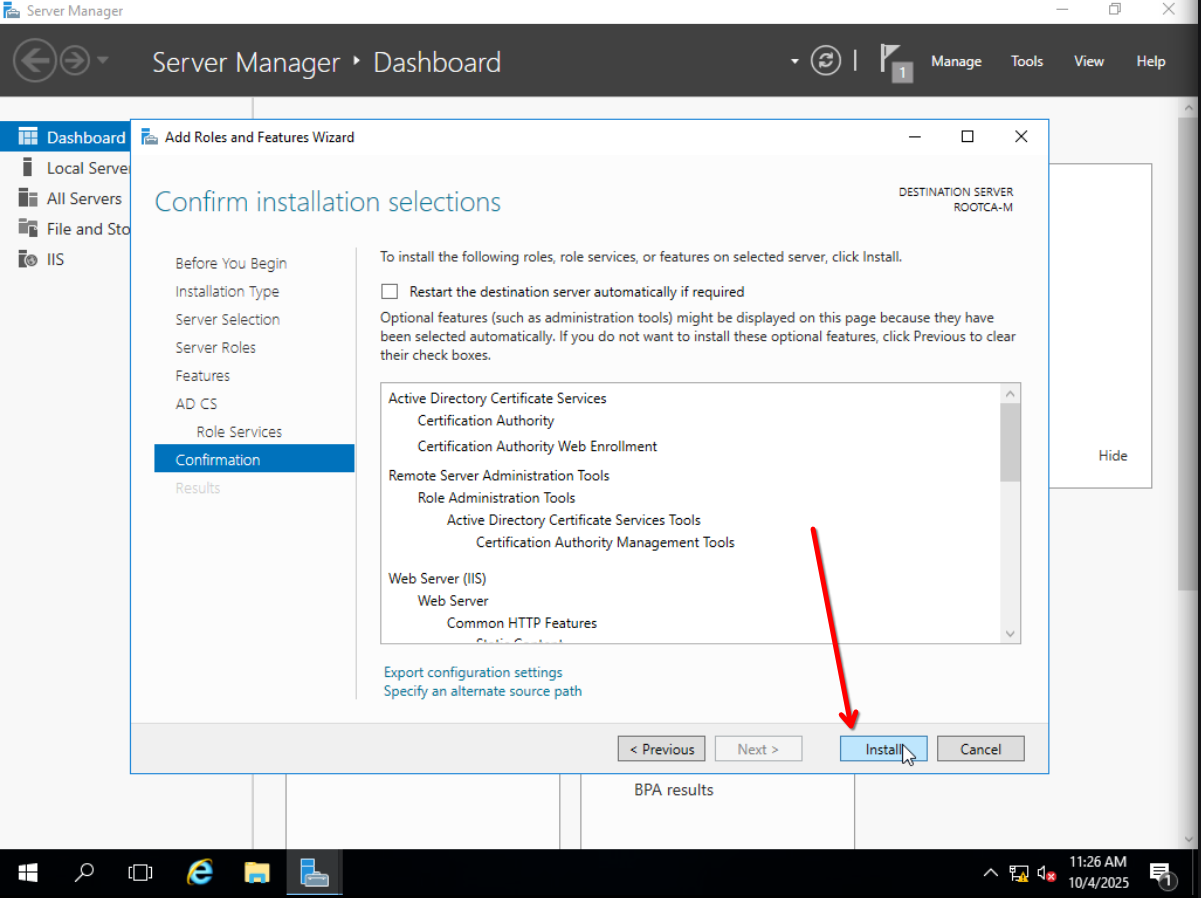 Server Manager
Server Manager ‣ Dashboard
1
Manage
Tools
View
Help
Dashboard
Local Server
All Servers
File and Sto
IIS
Add Roles and Features Wizard
Confirm installation selections
DESTINATION SERVER
ROOTCA-M
Before You Begin
Installation Type
Server Selection
Server Roles
Features
AD CS
Role Services
Confirmation
Results
To install the following roles, role services, or features on selected server, click Install.
Restart the destination server automatically if required
Optional features (such as administration tools) might be displayed on this page because they have
been selected automatically. If you do not want to install these optional features, click Previous to clear
their check boxes.
Active Directory Certificate Services
Certification Authority
Certification Authority Web Enrollment
Remote Server Administration Tools
Role Administration Tools
Active Directory Certificate Services Tools
Certification Authority Management Tools
Web Server (IIS)
Web Server
Common HTTP Features
Export configuration settings
Specify an alternate source path
< Previous
Next >
Install
Cancel
Hide
BPA results
11:26 AM
10/4/2025
1